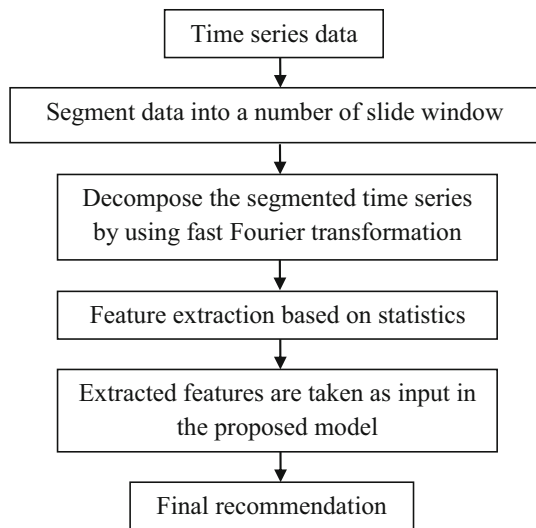 Time series data
Segment data into a number of slide window
Decompose the segmented time series
by using fast Fourier transformation
Feature extraction based on statistics
Extracted features are taken as input in
the proposed model
Final recommendation